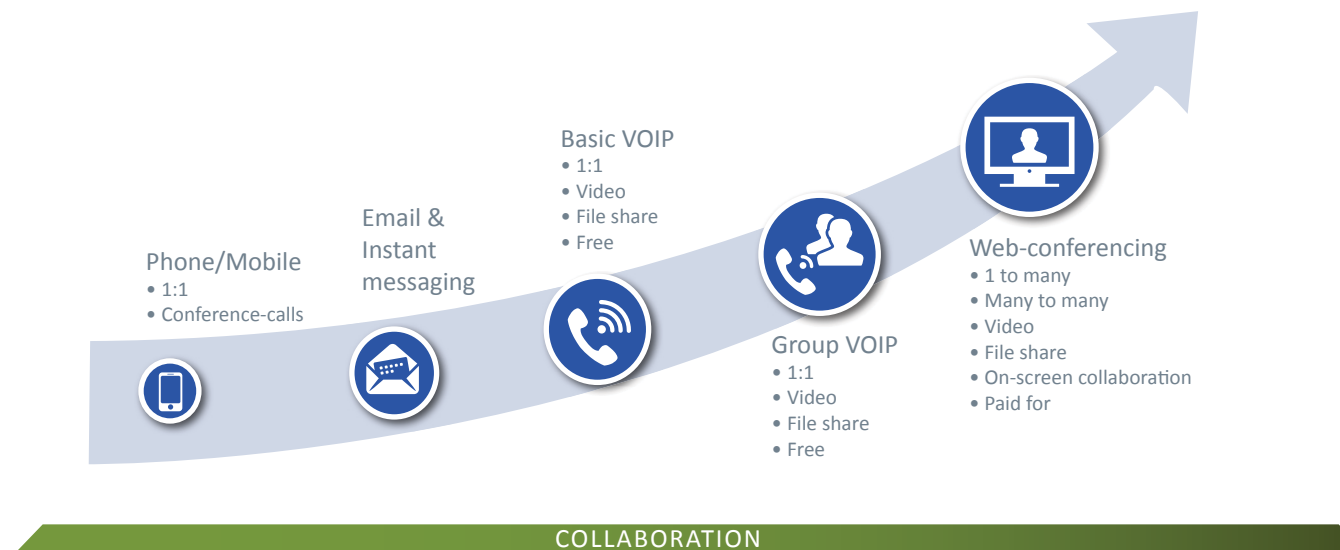 Phone/Mobile
• 1:1
• Conference-calls
Email &
Instant
messaging
Basic VOIP
• 1:1
• Video
• File share
• Free
Group VOIP
• 1:1
• Video
• File share
• Free
Web-conferencing
• 1 to many
• Many to many
• Video
• File share
• On-screen collaboration
• Paid for
COLLABORATION